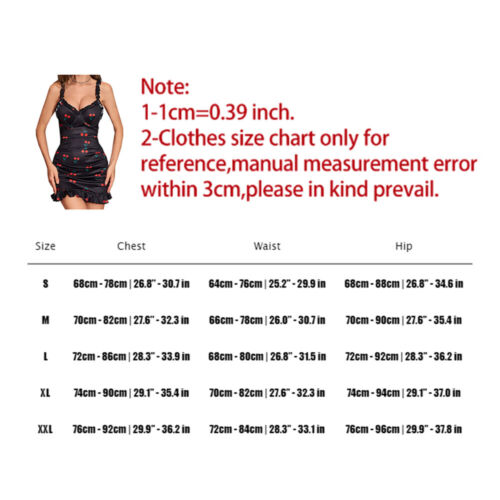 Note:
1-1cm=0.39 inch.
2-Clothes size chart only for
reference,manual measurement error
within 3cm,please in kind prevail.
Size Chest Waist Hip
S 68cm - 78cm | 26.8" - 30.7 in 64cm - 76cm | 25.2" - 29.9 in 68cm - 88cm | 26.8" - 34.6 in
M 70cm - 82cm | 27.6" - 32.3 in 66cm - 78cm | 26.0" - 30.7 in 70cm - 90cm | 27.6" - 35.4 in
L 72cm - 86cm | 28.3" - 33.9 in 68cm - 80cm | 26.8" - 31.5 in 72cm - 92cm | 28.3" - 36.2 in
XL 74cm - 90cm | 29.1" - 35.4 in 70cm - 82cm | 27.6" - 32.3 in 74cm - 94cm | 29.1" - 37.0 in
XXL 76cm - 92cm | 29.9" - 36.2 in 72cm - 84cm | 28.3" - 33.1 in 76cm - 96cm | 29.9" - 37.8 in